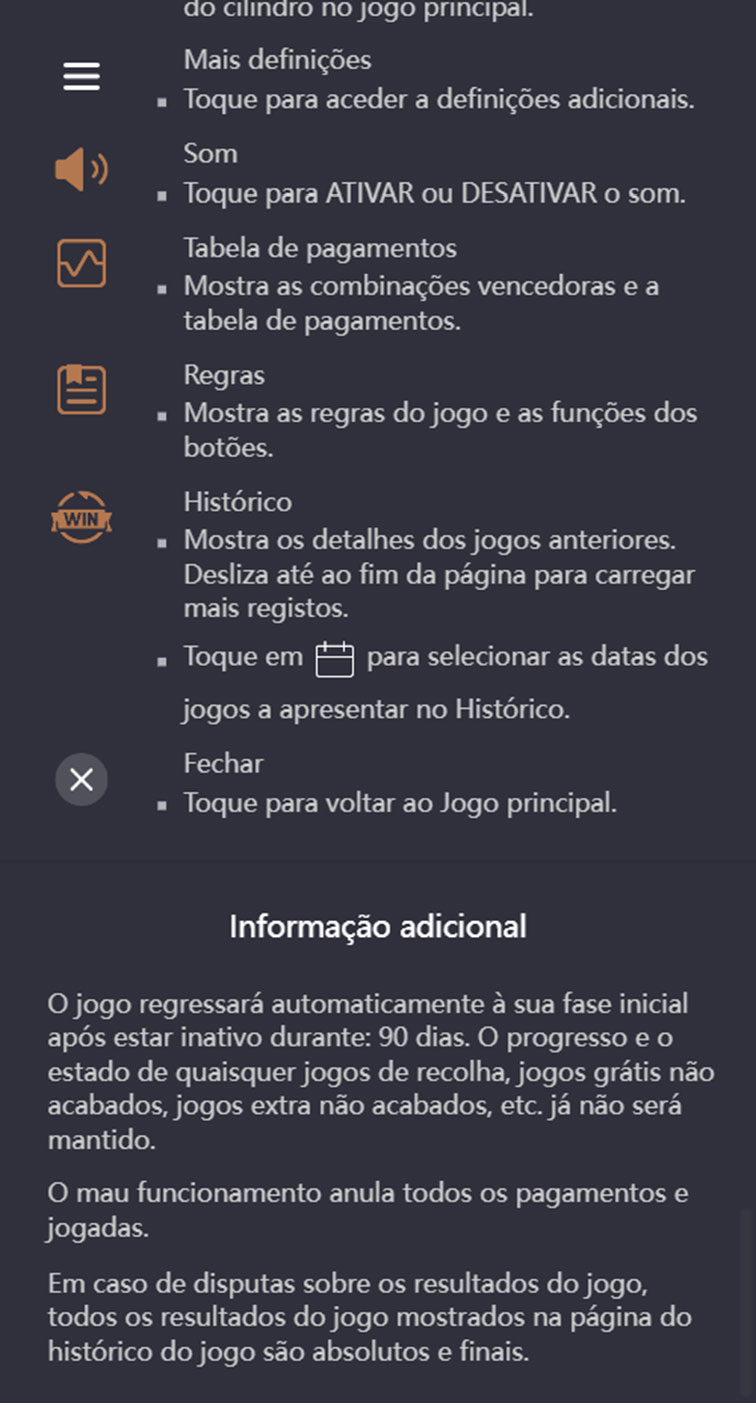 do cilindro no jogo principal.
Mais definições
▪ Toque para aceder a definições adicionais.
Som
▪ Toque para ATIVAR ou DESATIVAR o som.
Tabela de pagamentos
▪ Mostra as combinações vencedoras e a
tabela de pagamentos.
Regras
▪ Mostra as regras do jogo e as funções dos
botões.
WIN
Histórico
▪ Mostra os detalhes dos jogos anteriores.
Desliza até ao fim da página para carregar
mais registos.
▪ Toque em para selecionar as datas dos
jogos a apresentar no Histórico.
Fechar
▪ Toque para voltar ao Jogo principal.
Informação adicional
O jogo regressará automaticamente à sua fase inicial
após estar inativo durante: 90 dias. O progresso e o
estado de quaisquer jogos de recolha, jogos grátis não
acabados, jogos extra não acabados, etc. já não será
mantido.
O mau funcionamento anula todos os pagamentos e
jogadas.
Em caso de disputas sobre os resultados do jogo,
todos os resultados do jogo mostrados na página do
histórico do jogo são absolutos e finais.